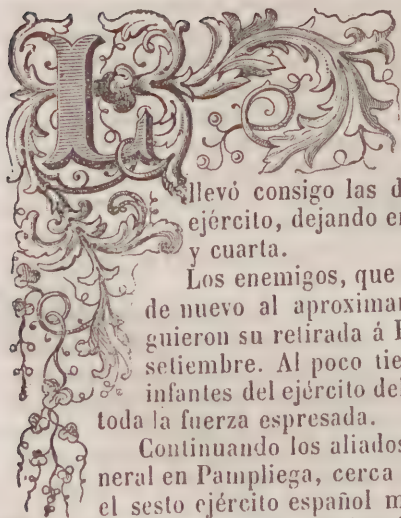 L
llevó consigo las d
ejército, dejando en
y cuarta.
Los enemigos, que
de nuevo al aproximar
guieron su retirada á
setiembre. Al poco tie
infantes del ejército de
toda la fuerza espresada.
Continuando los aliados
neral en Pampliega, cerca
el sesto ejército español m